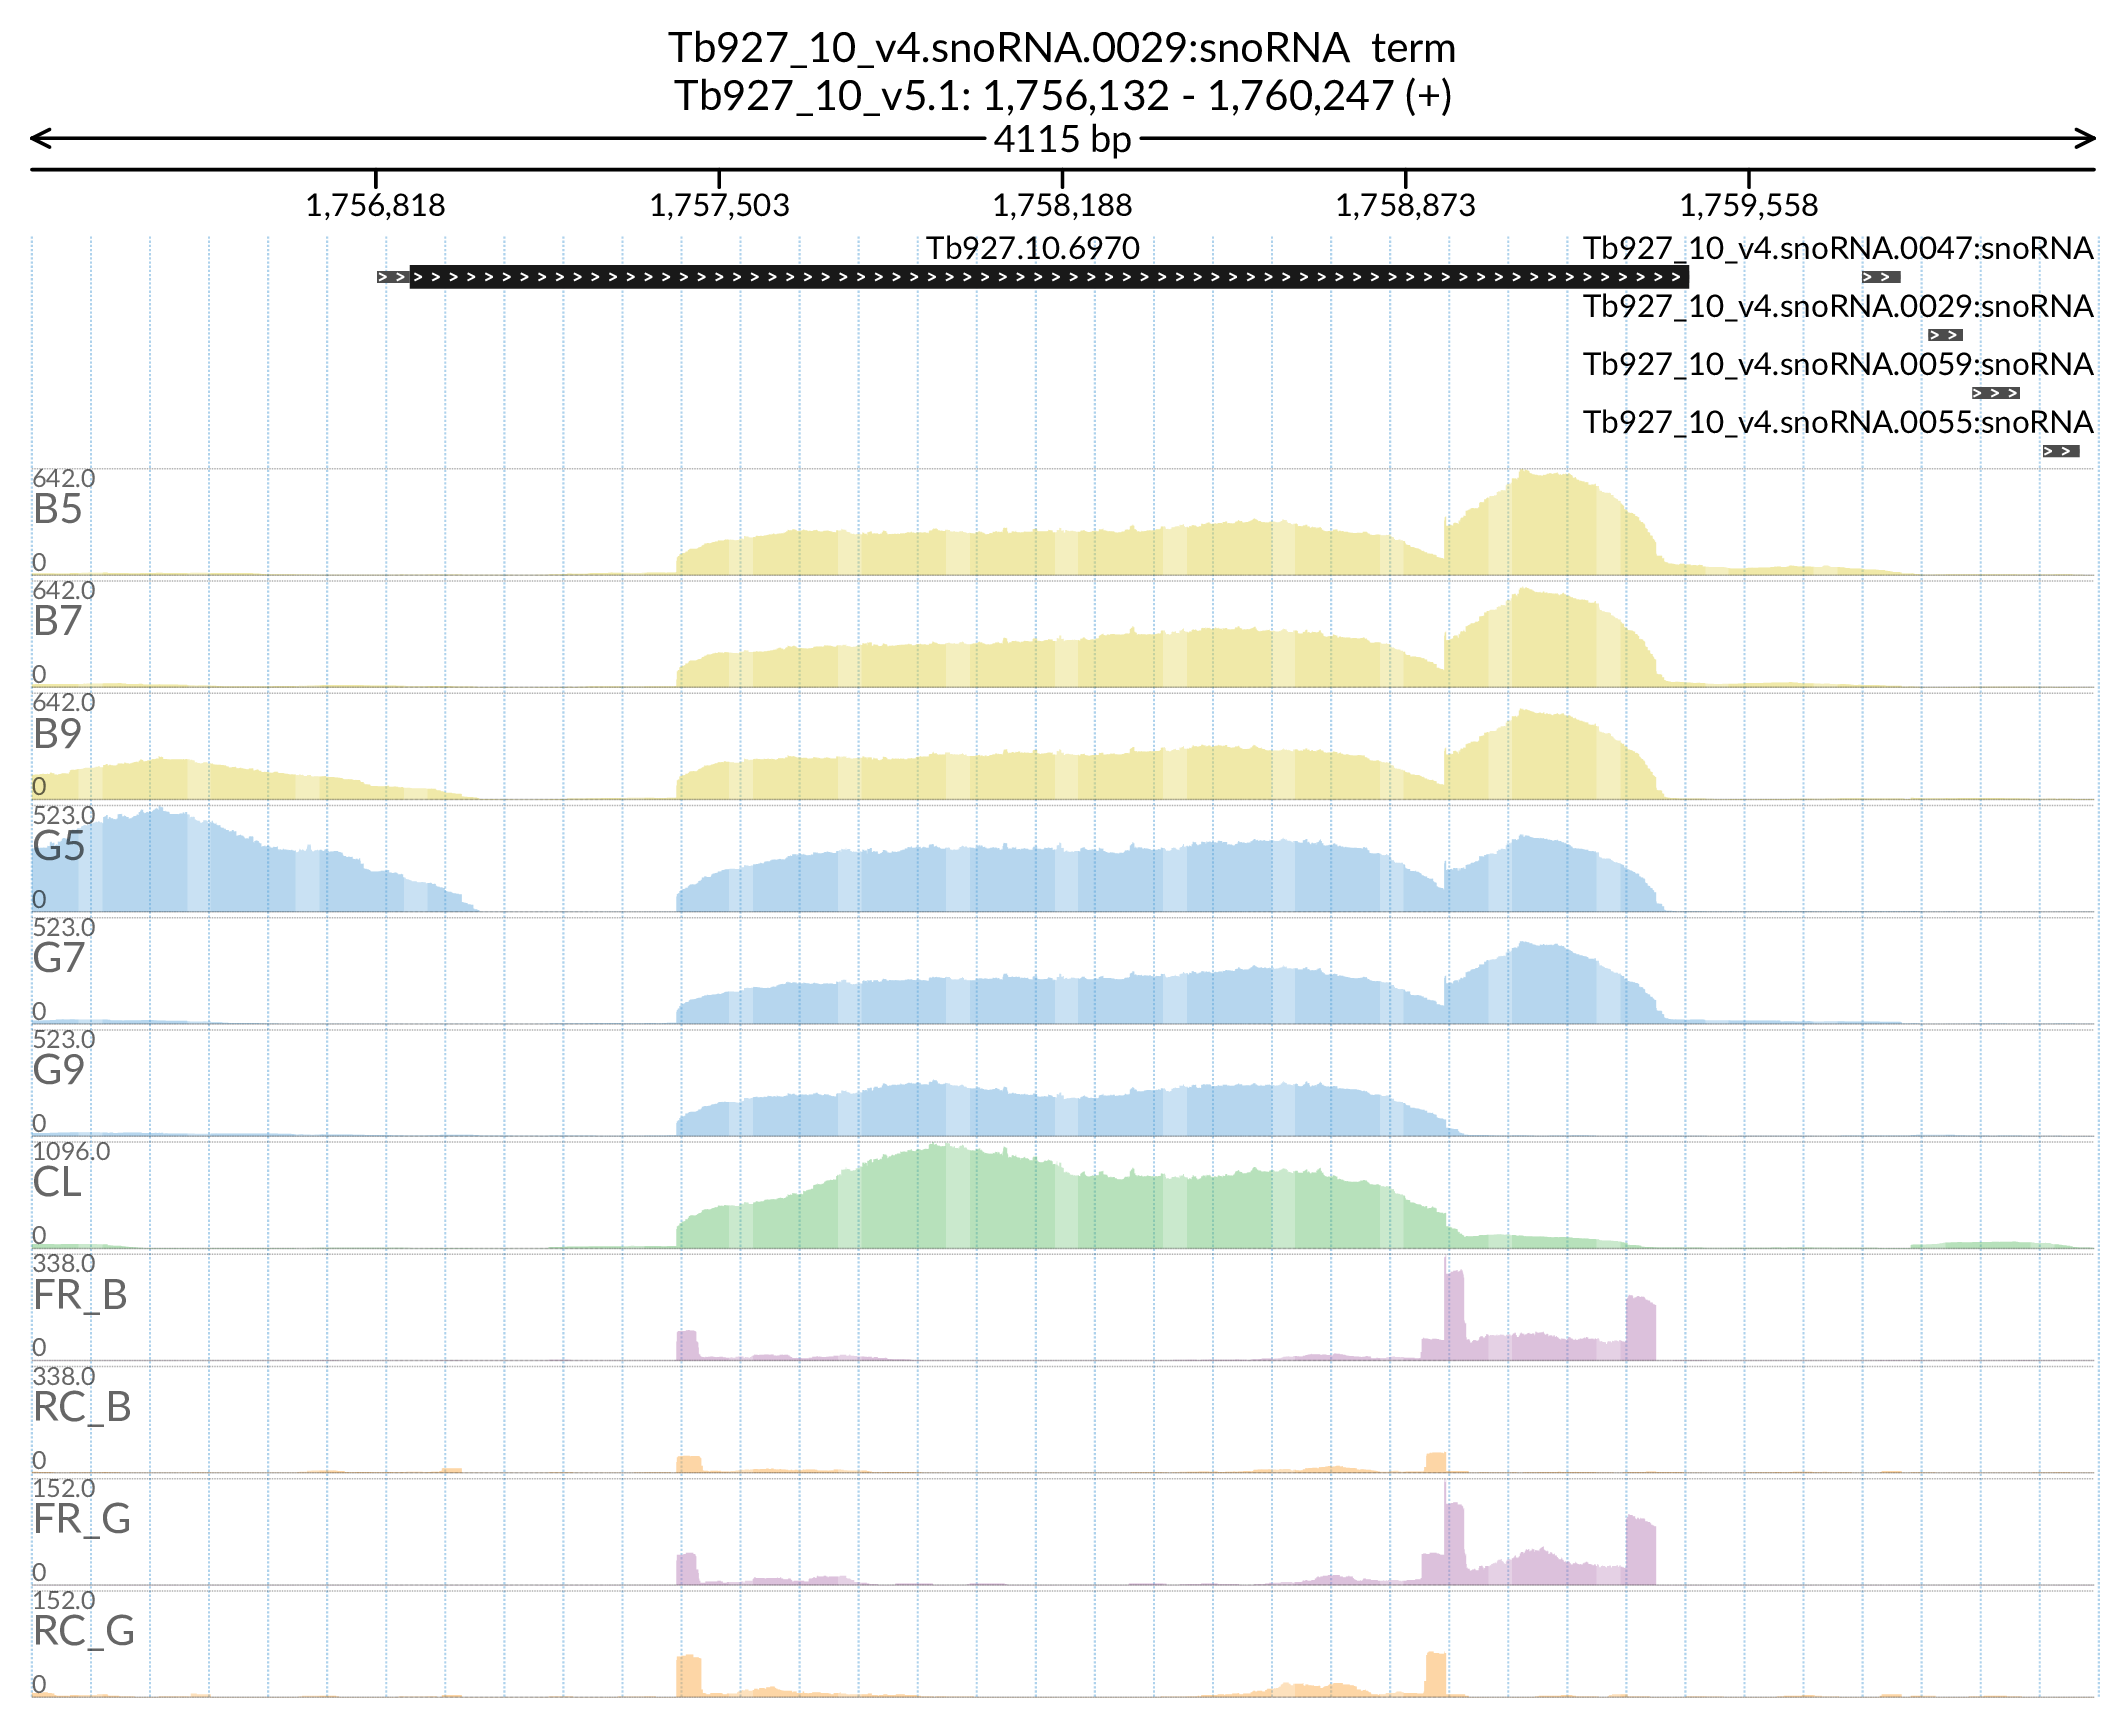 Tb927_10_v4.snoRNA.0029:snoRNA term
Tb927_10_v5.1: 1,756,132 - 1,760,247 (+)
4115 bp
1,756,818 1,757,503 1,758,188 1,758,873 1,759,558
Tb927.10.6970 Tb927_10_v4.snoRNA.0047:snoRNA
Tb927_10_v4.snoRNA.0029:snoRNA
Tb927_10_v4.snoRNA.0059:snoRNA
Tb927_10_v4.snoRNA.0055:snoRNA
642.0
B5
0
642.0
B7
0
642.0
B9
0
523.0
G5
0
523.0
G7
0
523.0
G9
0
1096.0
CL
0
338.0
FR_B
0
338.0
RC_B
0
152.0
FR_G
0
152.0
RC_G
0